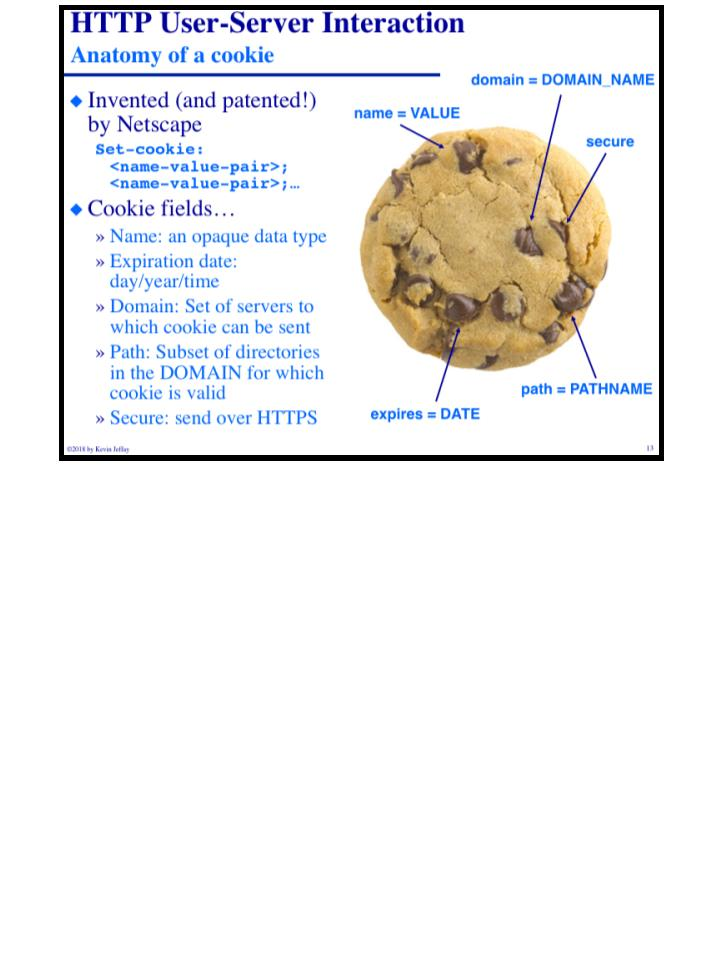 HTTP User-Server Interaction
Anatomy of a cookie
◆ Invented (and patented!)
by Netscape
Set-cookie:
<name-value-pair>;
<name-value-pair>;…
◆ Cookie fields…
» Name: an opaque data type
» Expiration date:
day/year/time
» Domain: Set of servers to
which cookie can be sent
» Path: Subset of directories
in the DOMAIN for which
cookie is valid
» Secure: send over HTTPS
domain = DOMAIN_NAME
name = VALUE
secure
path = PATHNAME
expires = DATE
©2018 by Kevin Jeffay
13